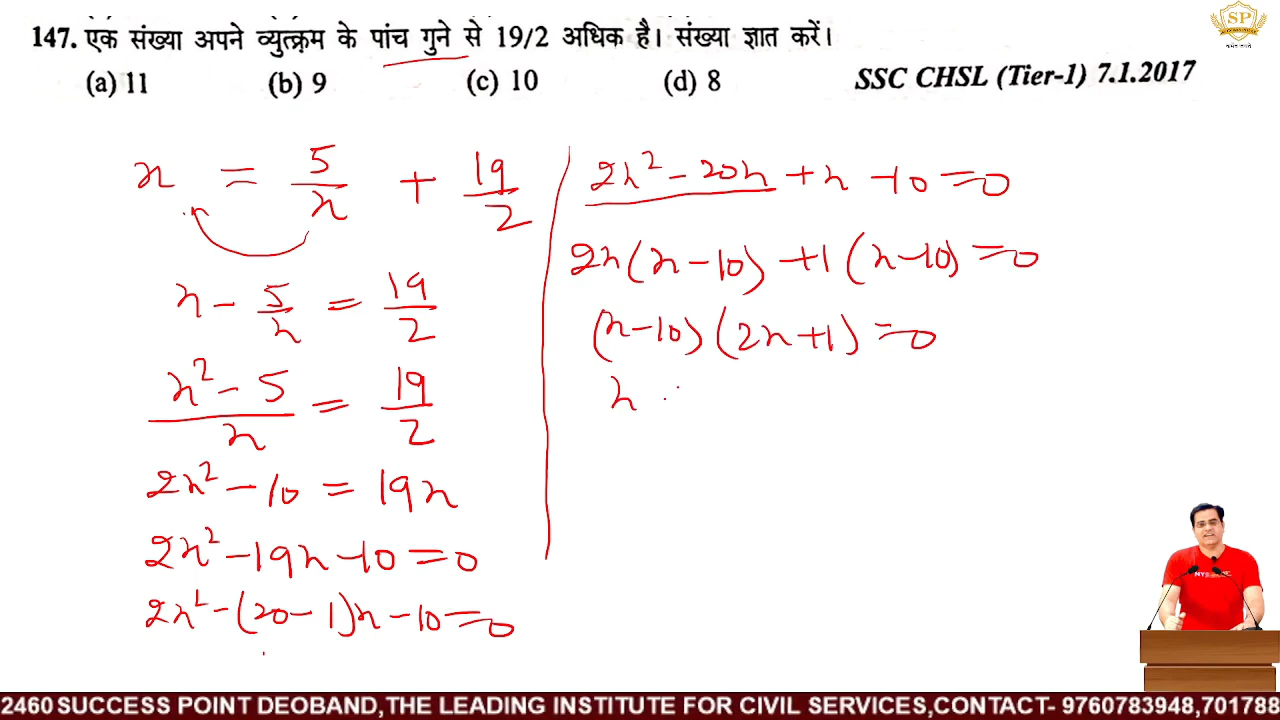 147. एक संख्या अपने व्युत्क्रम के पांच गुने से 19/2 अधिक है। संख्या ज्ञात करें।
(a) 11 (b) 9 (c) 10 (d) 8 SSC CHSL (Tier-1) 7.1.2017
SP
x = 5/x + 19/2
x - 5/x = 19/2
x² - 5/x = 19/2
2x² - 10 = 19x
2x² - 19x - 10 = 0
2x² - (20 - 1)x - 10 = 0
2x² - 20x + x - 10 = 0
2x(x - 10) + 1(x - 10) = 0
(x - 10)(2x + 1) = 0
x
2460 SUCCESS POINT DEOBAND,THE LEADING INSTITUTE FOR CIVIL SERVICES,CONTACT- 9760783948,701788